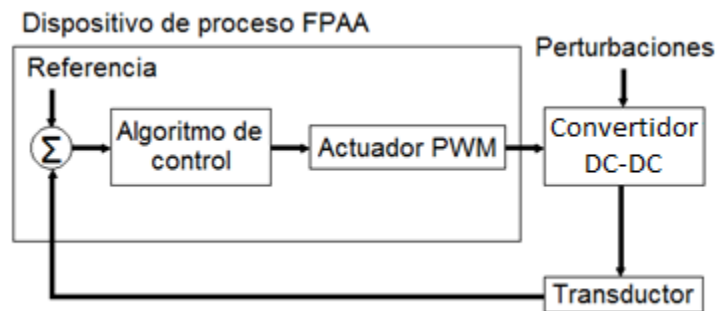 Dispositivo de proceso FPAA
Referencia
Perturbaciones
Σ
Algoritmo de
control
Actuador PWM
Convertidor
DC-DC
Transductor